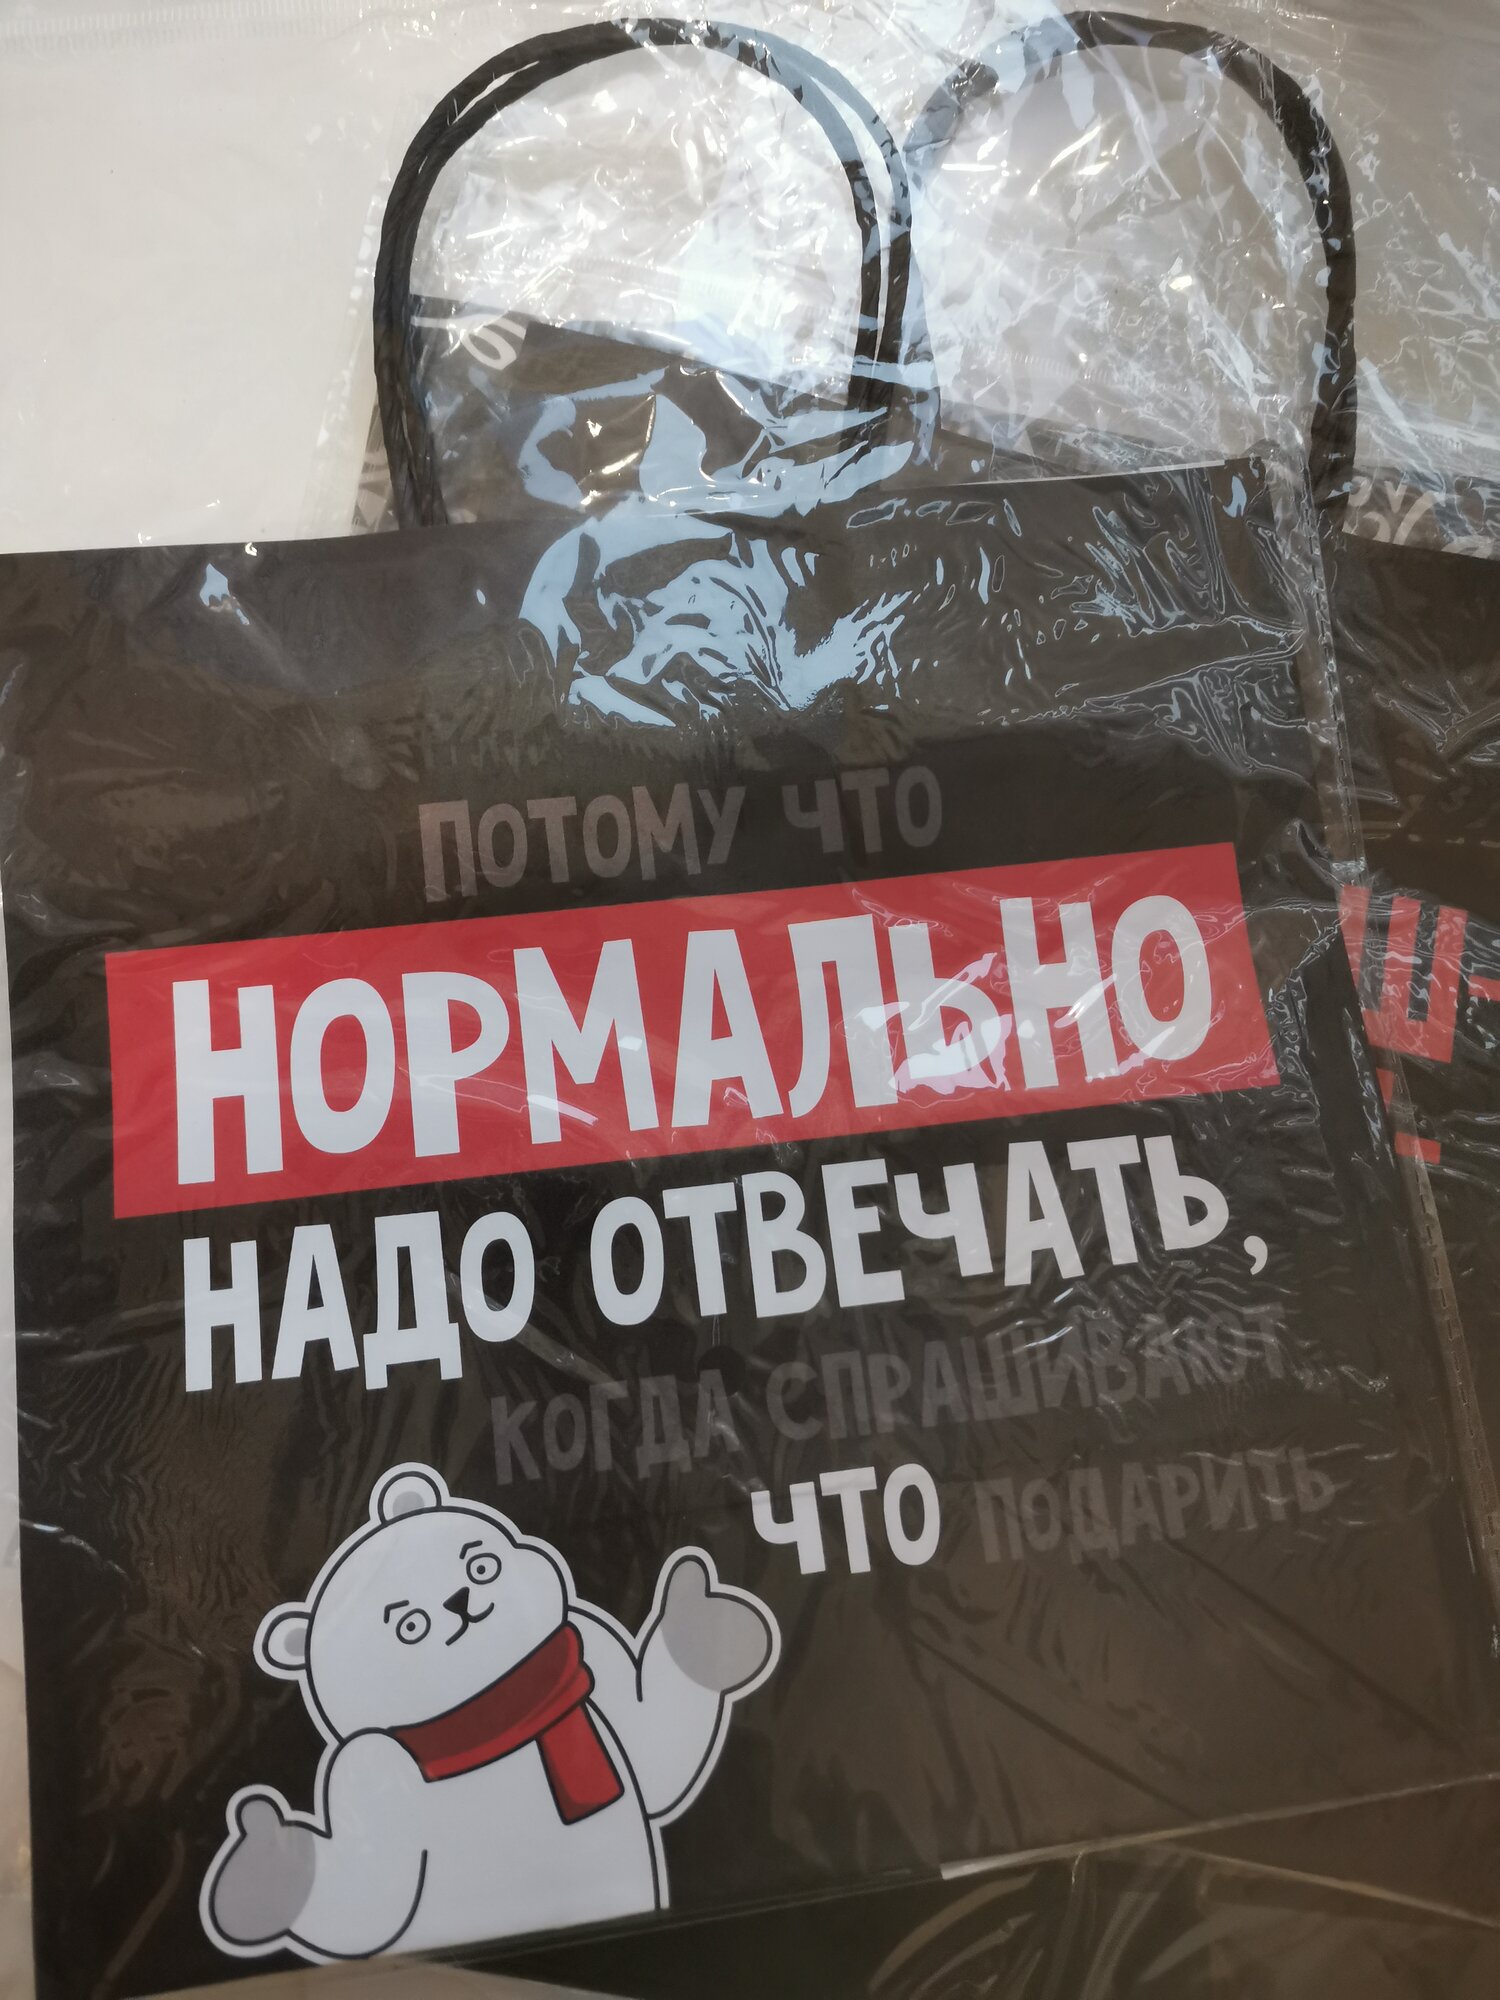 ПОТОМУ ЧТО
НОРМАЛЬНО
НАДО ОТВЕЧАТЬ,
КОГДА СПРАШИВАЮТ,
ЧТО ПОДАРИТЬ